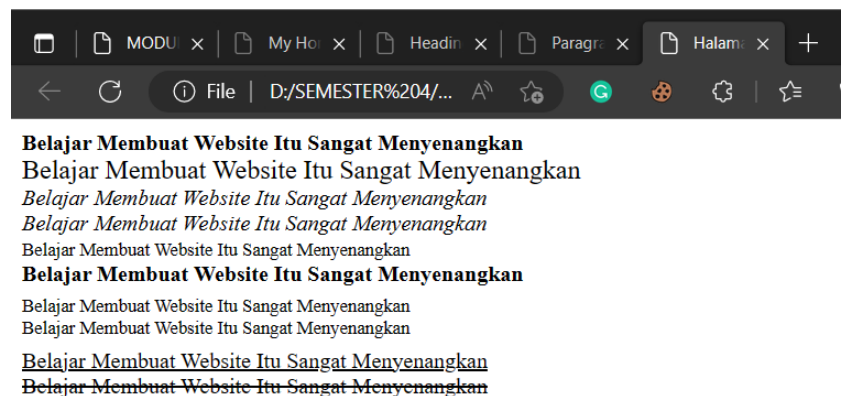 MODU My Ho Headin Paragra Halama
File D:/SEMESTER%204/... A
Belajar Membuat Website Itu Sangat Menyenangkan
Belajar Membuat Website Itu Sangat Menyenangkan
Belajar Membuat Website Itu Sangat Menyenangkan
Belajar Membuat Website Itu Sangat Menyenangkan
Belajar Membuat Website Itu Sangat Menyenangkan
Belajar Membuat Website Itu Sangat Menyenangkan
Belajar Membuat Website Itu Sangat Menyenangkan
Belajar Membuat Website Itu Sangat Menyenangkan
Belajar Membuat Website Itu Sangat Menyenangkan
Belajar Membuat Website Itu Sangat Menyenangkan